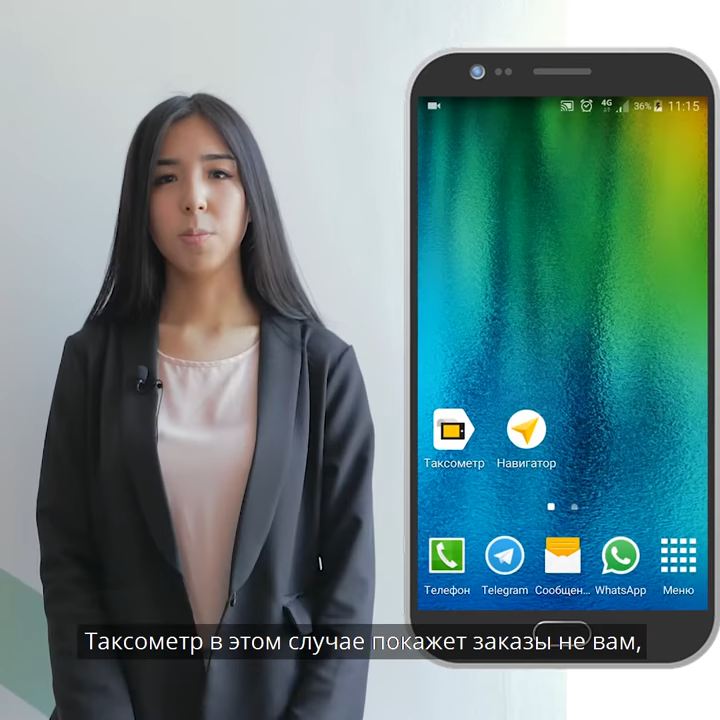 4G 36% 11:15
Таксометр Навигатор
Телефон Telegram Сообщен... WhatsApp Меню
Таксометр в этом случае покажет заказы не вам,